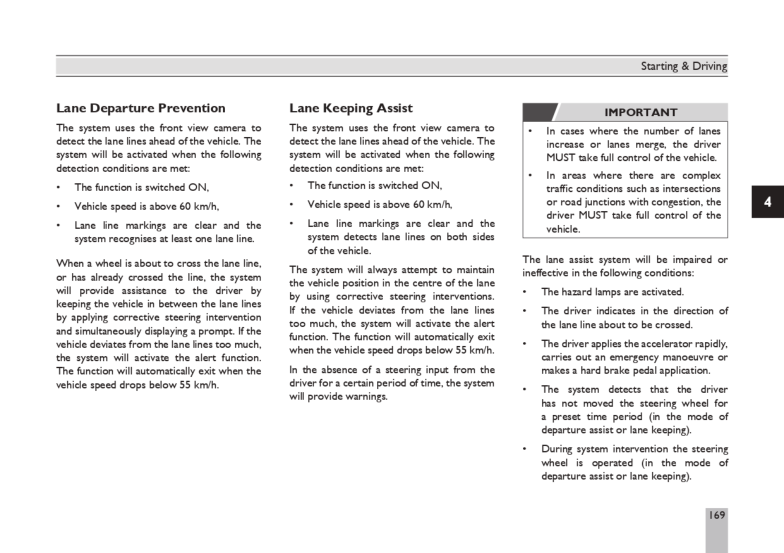 Starting & Driving
Lane Departure Prevention
The system uses the front view camera to
detect the lane lines ahead of the vehicle. The
system will be activated when the following
detection conditions are met:
• The function is switched ON,
• Vehicle speed is above 60 km/h,
• Lane line markings are clear and the
system recognises at least one lane line.
When a wheel is about to cross the lane line,
or has already crossed the line, the system
will provide assistance to the driver by
keeping the vehicle in between the lane lines
by applying corrective steering intervention
and simultaneously displaying a prompt. If the
vehicle deviates from the lane lines too much,
the system will activate the alert function.
The function will automatically exit when the
vehicle speed drops below 55 km/h.
Lane Keeping Assist
The system uses the front view camera to
detect the lane lines ahead of the vehicle. The
system will be activated when the following
detection conditions are met:
• The function is switched ON,
• Vehicle speed is above 60 km/h,
• Lane line markings are clear and the
system detects lane lines on both sides
of the vehicle.
The system will always attempt to maintain
the vehicle position in the centre of the lane
by using corrective steering interventions.
If the vehicle deviates from the lane lines
too much, the system will activate the alert
function. The function will automatically exit
when the vehicle speed drops below 55 km/h.
In the absence of a steering input from the
driver for a certain period of time, the system
will provide warnings.
IMPORTANT
• In cases where the number of lanes
increase or lanes merge, the driver
MUST take full control of the vehicle.
• In areas where there are complex
traffic conditions such as intersections
or road junctions with congestion, the
driver MUST take full control of the
vehicle.
The lane assist system will be impaired or
ineffective in the following conditions:
• The hazard lamps are activated.
• The driver indicates in the direction of
the lane line about to be crossed.
• The driver applies the accelerator rapidly,
carries out an emergency manoeuvre or
makes a hard brake pedal application.
• The system detects that the driver
has not moved the steering wheel for
a preset time period (in the mode of
departure assist or lane keeping).
• During system intervention the steering
wheel is operated (in the mode of
departure assist or lane keeping).
4
169